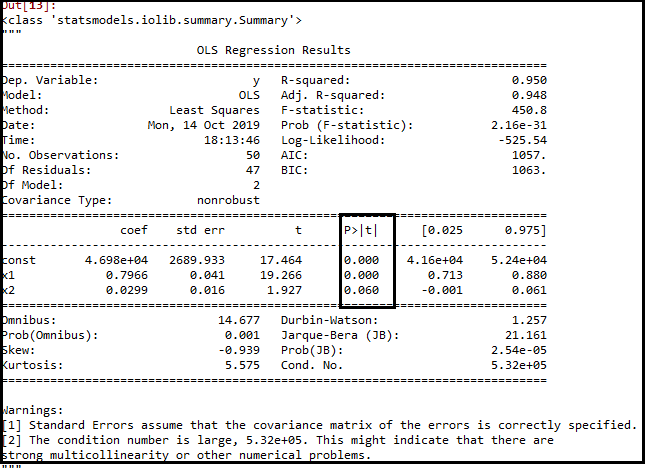 Out[13]:
<class 'statsmodels.iolib.summary.Summary'>
"""
OLS Regression Results
==============================================================================
Dep. Variable: y R-squared: 0.950
Model: OLS Adj. R-squared: 0.948
Method: Least Squares F-statistic: 450.8
Date: Mon, 14 Oct 2019 Prob (F-statistic): 2.16e-31
Time: 18:13:46 Log-Likelihood: -525.54
No. Observations: 50 AIC: 1057.
Df Residuals: 47 BIC: 1063.
Df Model: 2
Covariance Type: nonrobust
==============================================================================
coef std err t P>|t| [0.025 0.975]
------------------------------------------------------------------------------
const 4.698e+04 2689.933 17.464 0.000 4.16e+04 5.24e+04
x1 0.7966 0.041 19.266 0.000 0.713 0.880
x2 0.0299 0.016 1.927 0.060 -0.001 0.061
==============================================================================
Omnibus: 14.677 Durbin-Watson: 1.257
Prob(Omnibus): 0.001 Jarque-Bera (JB): 21.161
Skew: -0.939 Prob(JB): 2.54e-05
Kurtosis: 5.575 Cond. No. 5.32e+05
==============================================================================
Warnings:
[1] Standard Errors assume that the covariance matrix of the errors is correctly specified.
[2] The condition number is large, 5.32e+05. This might indicate that there are
strong multicollinearity or other numerical problems.
"""